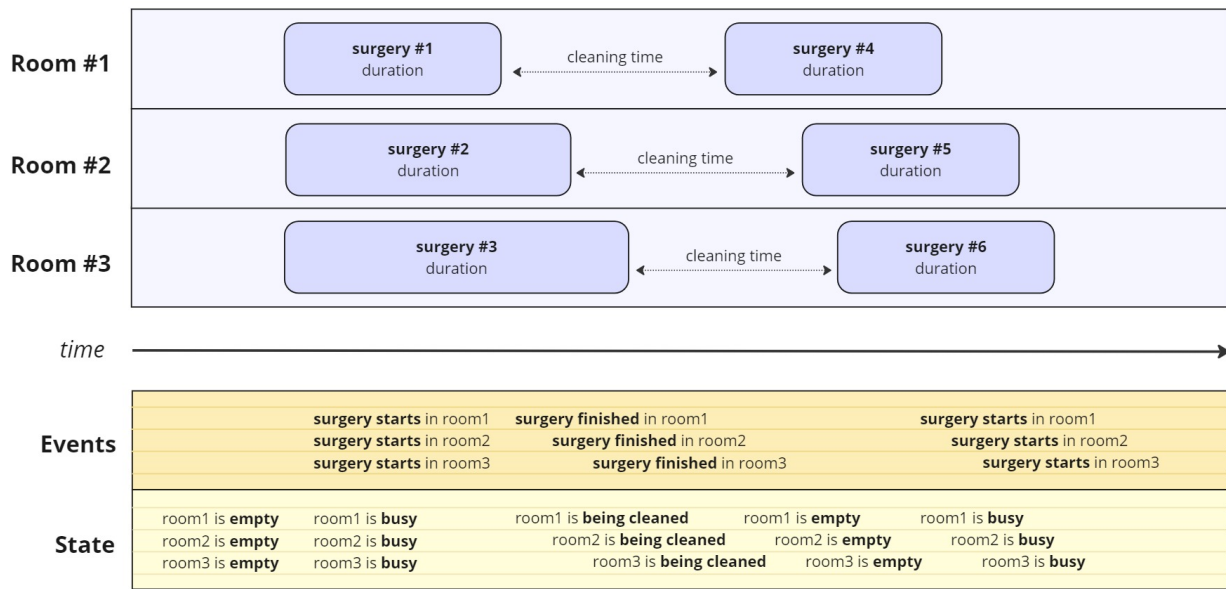 Room #1
surgery #1
duration
cleaning time
surgery #4
duration
Room #2
surgery #2
duration
cleaning time
surgery #5
duration
Room #3
surgery #3
duration
cleaning time
surgery #6
duration
time
Events
surgery starts in room1 surgery finished in room1 surgery starts in room1
surgery starts in room2 surgery finished in room2 surgery starts in room2
surgery starts in room3 surgery finished in room3 surgery starts in room3
State
room1 is empty room1 is busy room1 is being cleaned room1 is empty room1 is busy
room2 is empty room2 is busy room2 is being cleaned room2 is empty room2 is busy
room3 is empty room3 is busy room3 is being cleaned room3 is empty room3 is busy